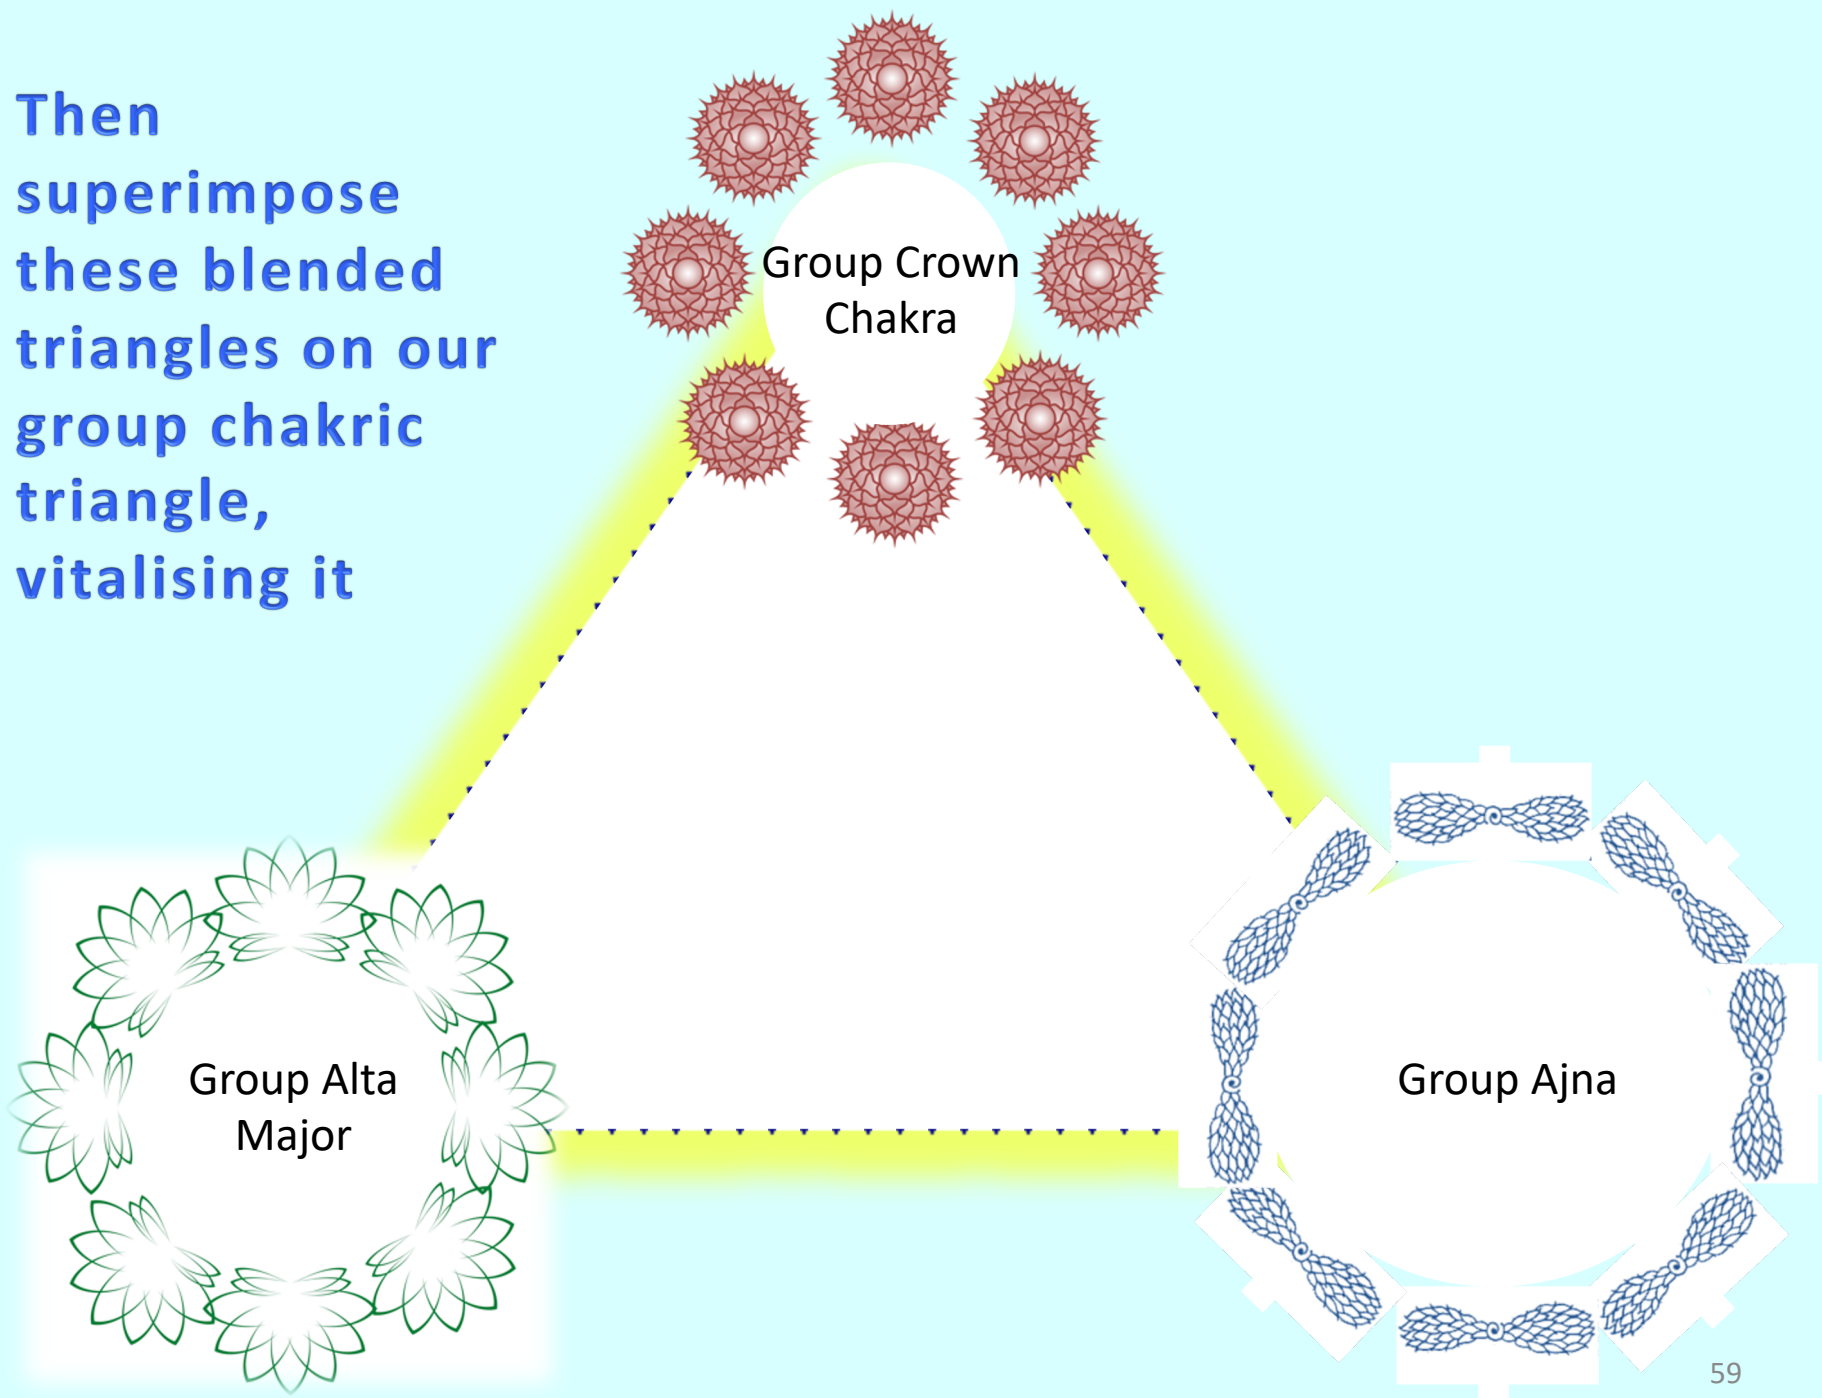 Then
superimpose
these blended
triangles on our
group chakric
triangle,
vitalising it
Group Crown
Chakra
Group Alta
Major
Group Ajna
59